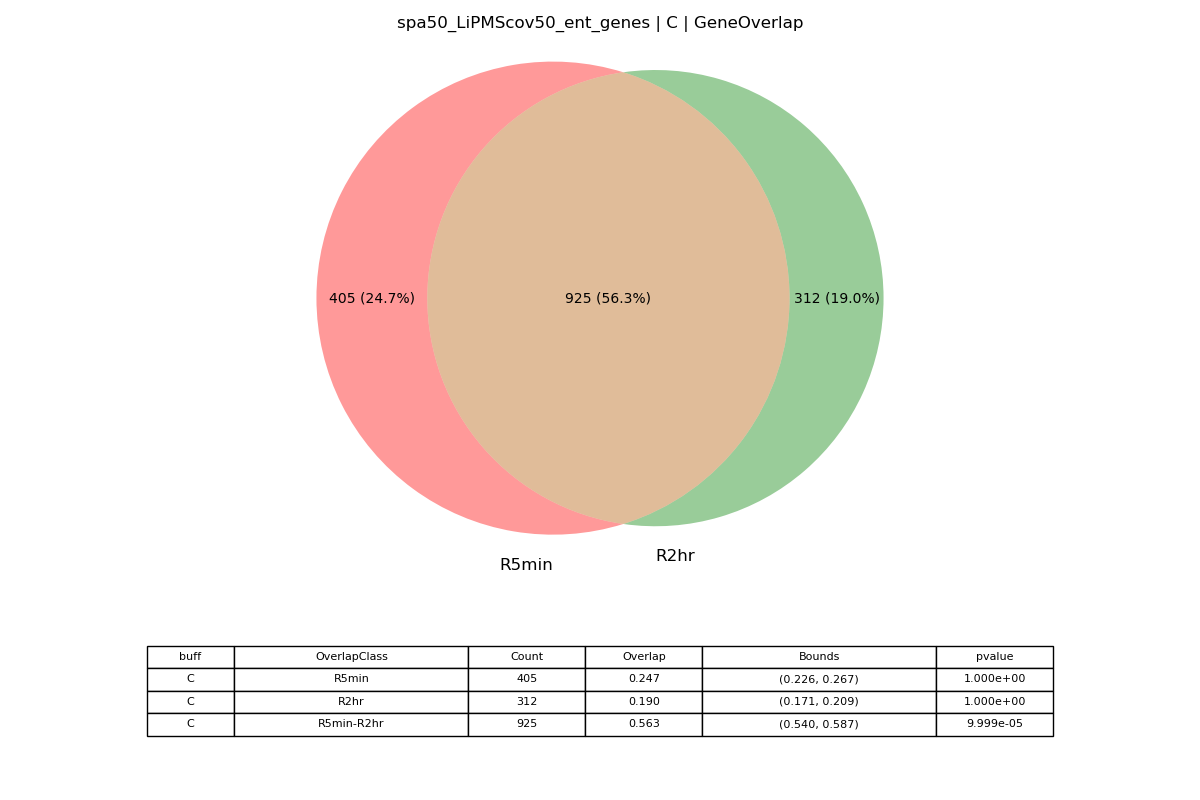 spa50_LiPMScov50_ent_genes | C | GeneOverlap
405 (24.7%) 925 (56.3%) 312 (19.0%)
R5min R2hr
buff OverlapClass Count Overlap Bounds pvalue
C R5min 405 0.247 (0.226, 0.267) 1.000e+00
C R2hr 312 0.190 (0.171, 0.209) 1.000e+00
C R5min-R2hr 925 0.563 (0.540, 0.587) 9.999e-05